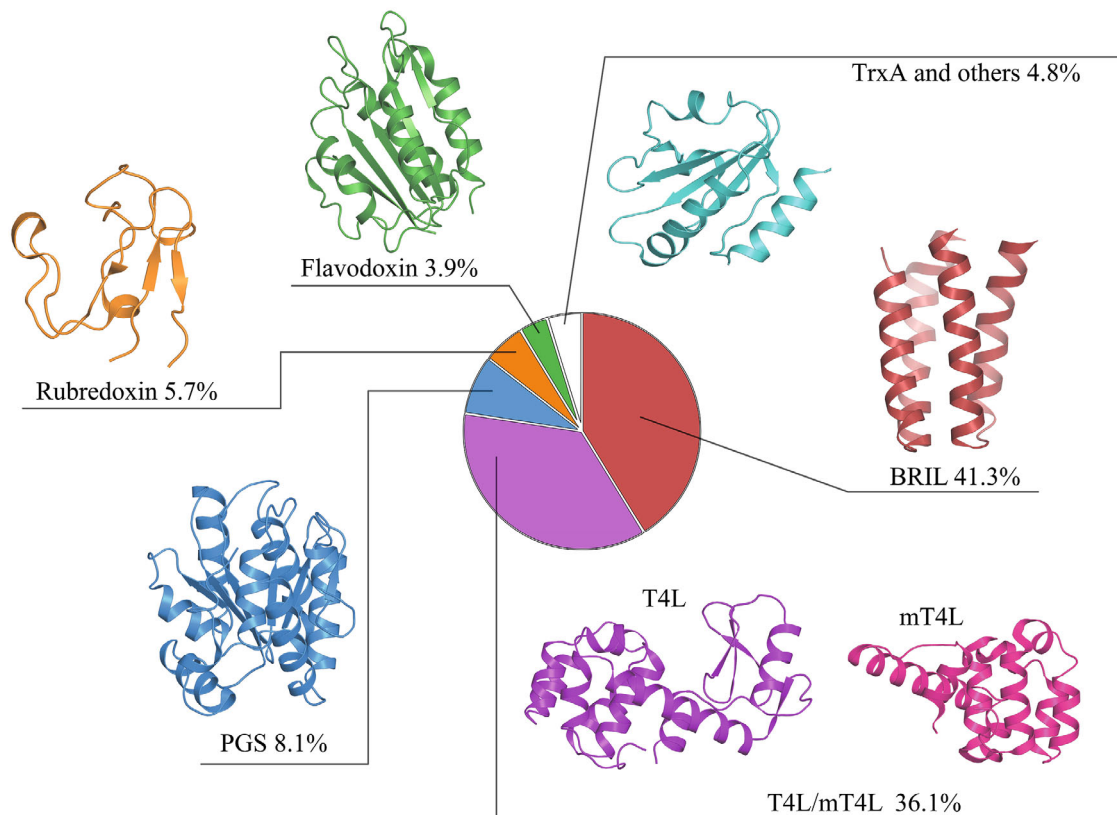 TrxA and others 4.8%
Flavodoxin 3.9%
Rubredoxin 5.7%
BRIL 41.3%
PGS 8.1%
T4L
mT4L
T4L/mT4L 36.1%